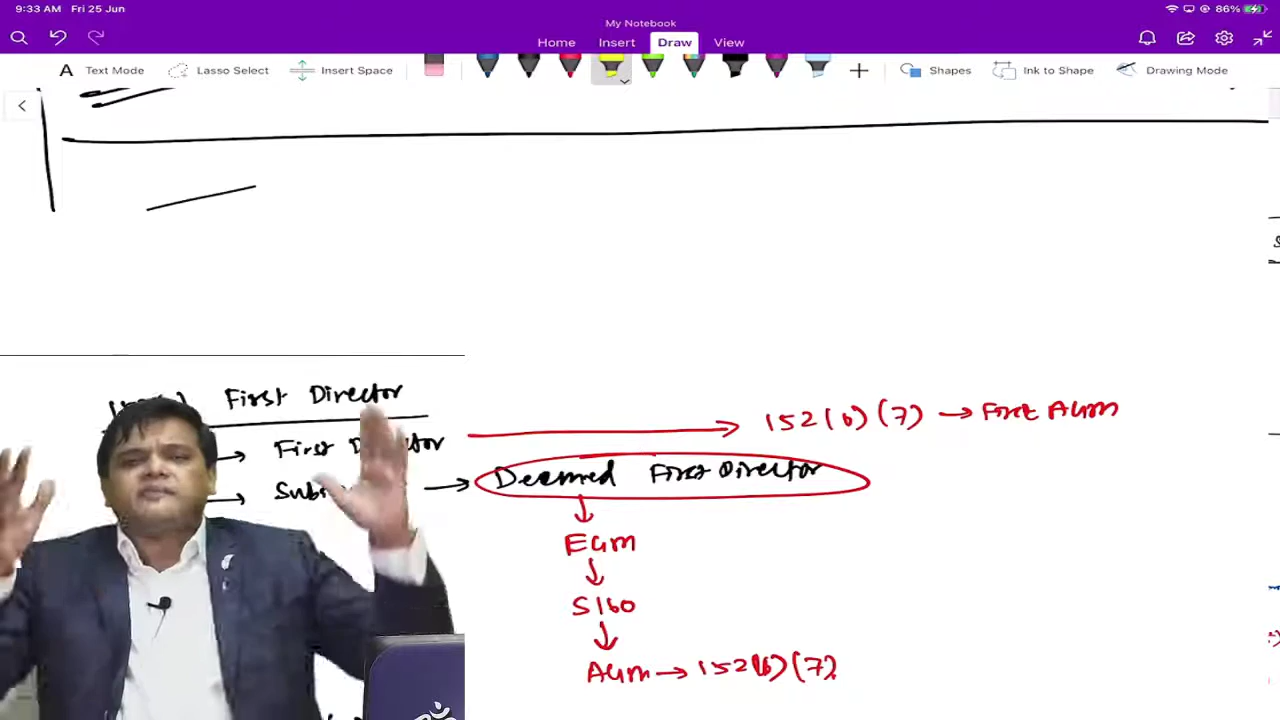 9:33 AM Fri 25 Jun
86%
My Notebook
Home Insert Draw View
A Text Mode Lasso Select Insert Space Shapes Ink to Shape Drawing Mode
First Director
First Director → 152(6)(7) → First AGM
→ Deemed First Director
EGM
S160
AGM → 152(6)(7)